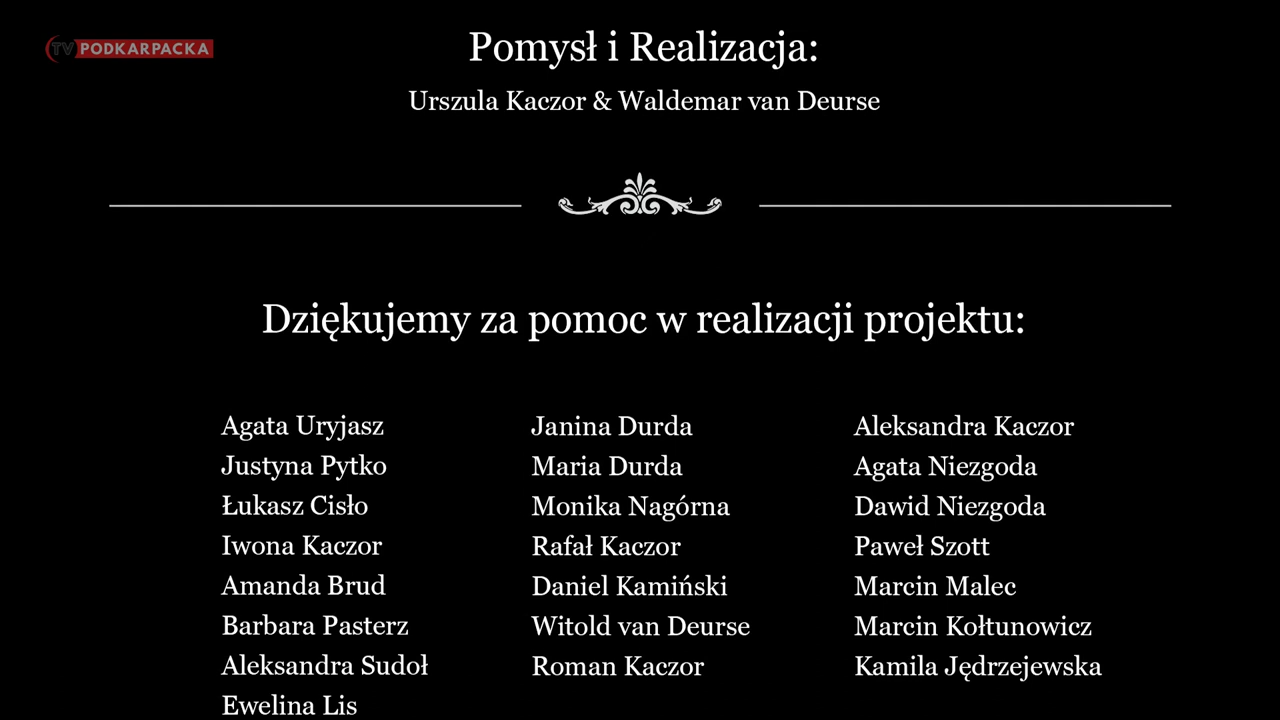 TV PODKARPACKA
Pomysł i Realizacja:
Urszula Kaczor & Waldemar van Deurse
Dziękujemy za pomoc w realizacji projektu:
Agata Uryjasz
Justyna Pytko
Łukasz Cisło
Iwona Kaczor
Amanda Brud
Barbara Pasterz
Aleksandra Sudoł
Ewelina Lis
Janina Durda
Maria Durda
Monika Nagórna
Rafał Kaczor
Daniel Kamiński
Witold van Deurse
Roman Kaczor
Aleksandra Kaczor
Agata Niezgoda
Dawid Niezgoda
Paweł Szott
Marcin Malec
Marcin Kołtunowicz
Kamila Jędrzejewska